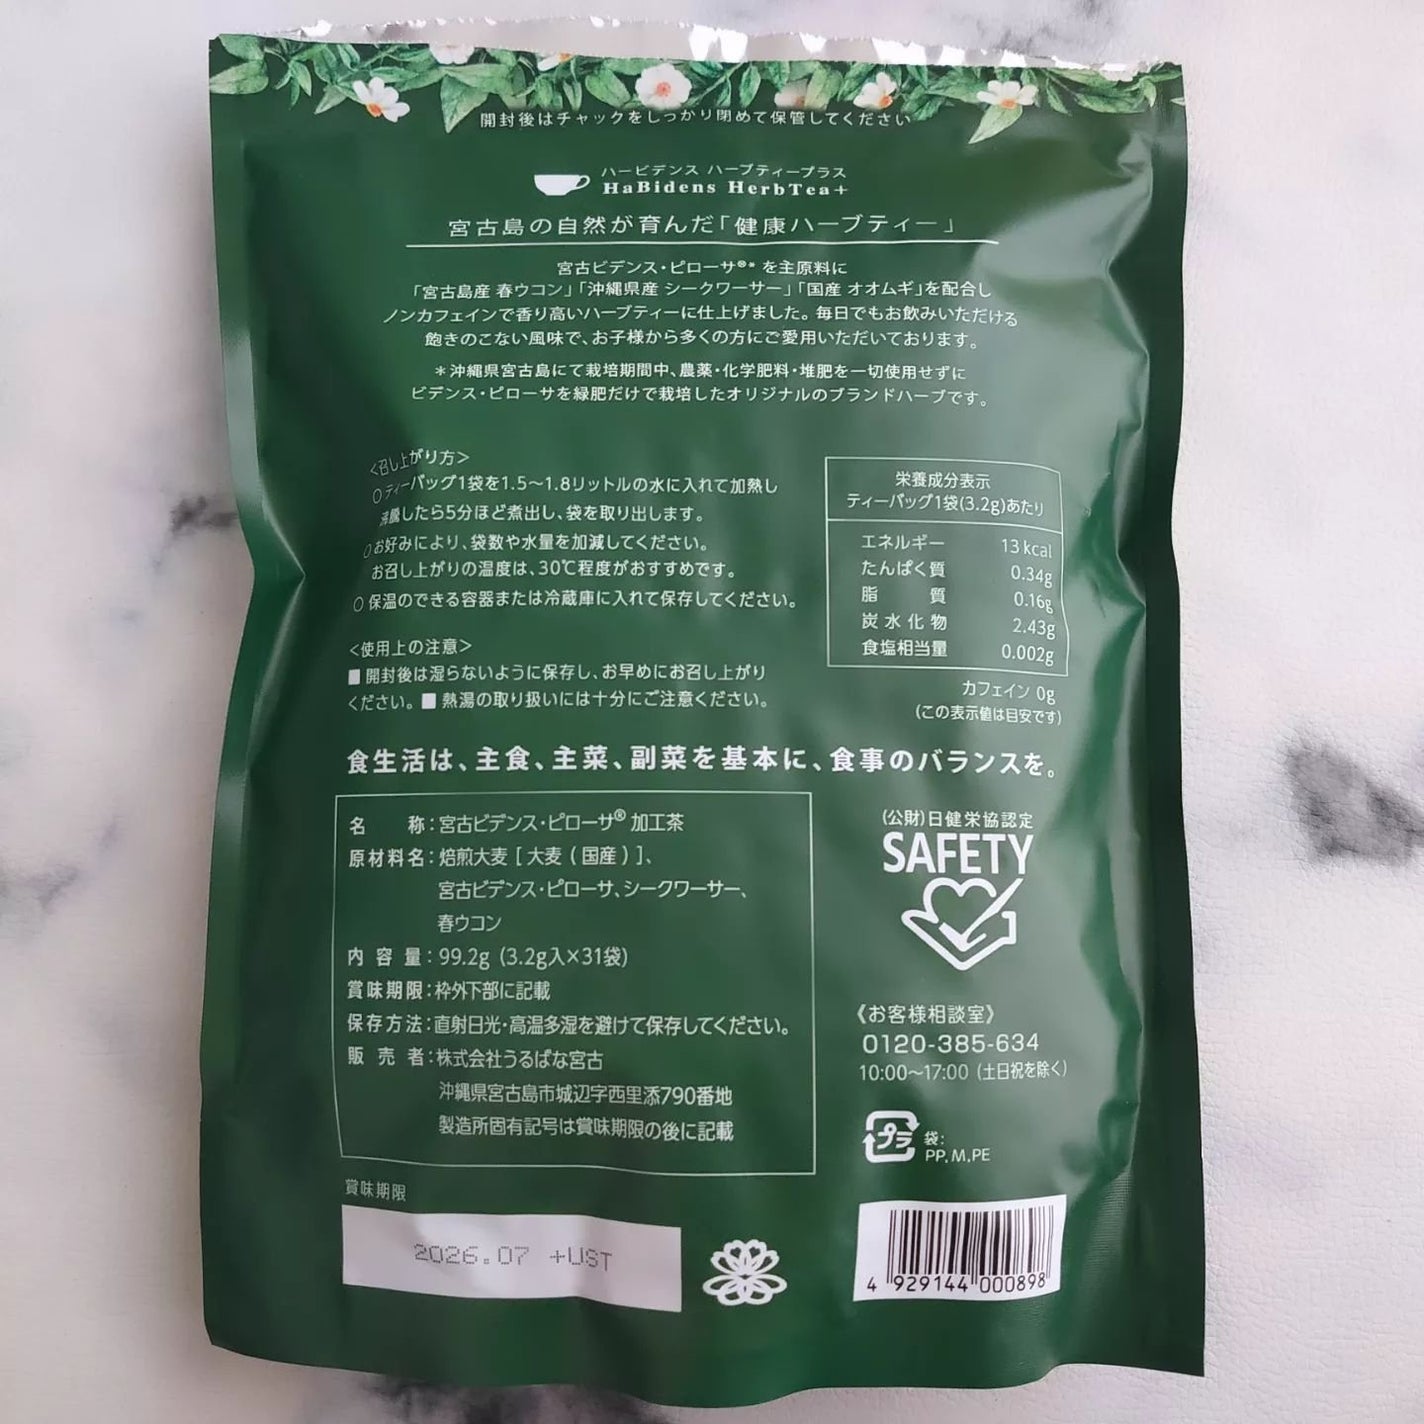 開封後はチャックをしっかり閉めて保管してください
ハービデンス ハーブティープラス
HaBidens HerbTea+
宮古島の自然が育んだ「健康ハーブティー」
宮古ビデンス・ピローサ®* を主原料に
「宮古島産 春ウコン」「沖縄県産 シークワーサー」「国産 オオムギ」を配合し
ノンカフェインで香り高いハーブティーに仕上げました。毎日でもお飲みいただける
飽きのこない風味で、お子様から多くの方にご愛用いただいております。
＊沖縄県宮古島にて栽培期間中、農薬・化学肥料・堆肥を一切使用せずに
ビデンス・ピローサを緑肥だけで栽培したオリジナルのブランドハーブです。
＜召し上がり方＞
○ティーバッグ1袋を1.5～1.8リットルの水に入れて加熱し
沸騰したら5分ほど煮出し、袋を取り出します。
○お好みにより、袋数や水量を加減してください。
お召し上がりの温度は、30℃程度がおすすめです。
○保温のできる容器または冷蔵庫に入れて保存してください。
＜使用上の注意＞
■開封後は湿らないように保存し、お早めにお召し上がり
ください。■熱湯の取り扱いには十分にご注意ください。
栄養成分表示
ティーバッグ1袋(3.2g)あたり
エネルギー 13 kcal
たんぱく質 0.34g
脂質 0.16g
炭水化物 2.43g
食塩相当量 0.002g
カフェイン 0g
(この表示値は目安です)
食生活は、主食、主菜、副菜を基本に、食事のバランスを。
名称：宮古ビデンス・ピローサ® 加工茶
原材料名：焙煎大麦［大麦（国産）］、
宮古ビデンス・ピローサ、シークワーサー、
春ウコン
内容量：99.2g (3.2g入×31袋)
賞味期限：枠外下部に記載
保存方法：直射日光・高温多湿を避けて保存してください。
販売者：株式会社うるばな宮古
沖縄県宮古島市城辺字西里添790番地
製造所固有記号は賞味期限の後に記載
(公財)日健栄協認定
SAFETY
《お客様相談室》
0120-385-634
10:00～17:00 (土日祝を除く)
プラ
袋：
PP, M, PE
賞味期限
2026.07 +UST
4 929144 000898